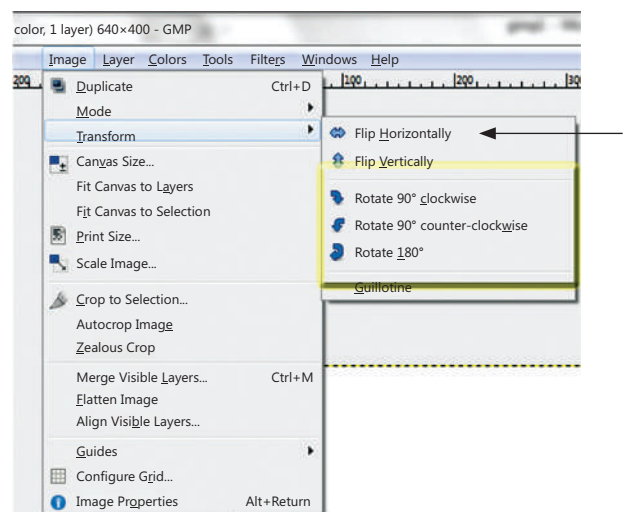 color, 1 layer) 640×400 - GMP
Image Layer Colors Tools Filters Windows Help
200 100 200 300
Duplicate Ctrl+D
Mode
Transform
Flip Horizontally
Flip Vertically
Rotate 90° clockwise
Rotate 90° counter-clockwise
Rotate 180°
Guillotine
Canvas Size...
Fit Canvas to Layers
Fit Canvas to Selection
Print Size...
Scale Image...
Crop to Selection...
Autocrop Image
Zealous Crop
Merge Visible Layers... Ctrl+M
Flatten Image
Align Visible Layers...
Guides
Configure Grid...
Image Properties Alt+Return